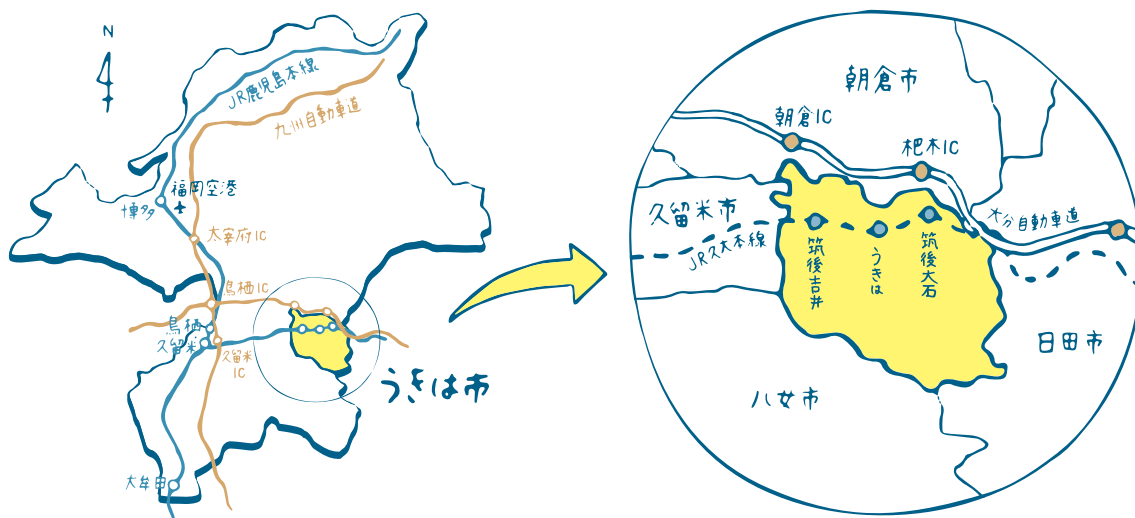 N
JR鹿児島本線
九州自動車道
福岡空港
博多
太宰府IC
鳥栖IC
鳥栖
久留米
久留米
IC
うきは市
大牟田
朝倉市
朝倉IC
杷木IC
久留米市
大分自動車道
JR久大本線
筑後吉井
うきは
筑後大石
日田市
八女市